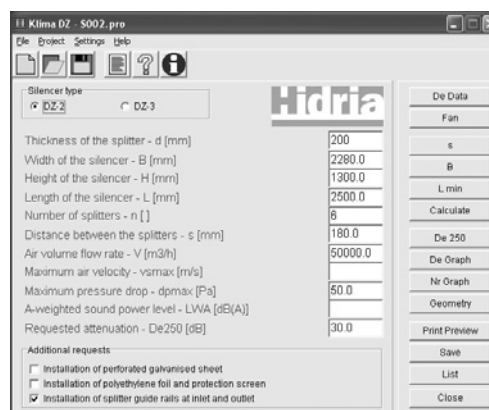 Klima DZ - S002.pro
File Project Settings Help
Silencer type
DZ-2 DZ-3
Hidria
Thickness of the splitter - d [mm] 200
Width of the silencer - B [mm] 2280.0
Height of the silencer - H [mm] 1300.0
Length of the silencer - L [mm] 2500.0
Number of splitters - n [ ] 6
Distance between the splitters - s [mm] 180.0
Air volume flow rate - V [m3/h] 50000.0
Maximum air velocity - vsmax [m/s]
Maximum pressure drop - dpmax [Pa] 50.0
A-weighted sound power level - LWA [dB(A)]
Requested attenuation - De250 [dB] 30.0
Additional requests
Installation of perforated galvanised sheet
Installation of polyethylene foil and protection screen
Installation of splitter guide rails at inlet and outlet
De Data
Fan
s
B
L min
Calculate
De 250
De Graph
Nr Graph
Geometry
Print Preview
Save
List
Close